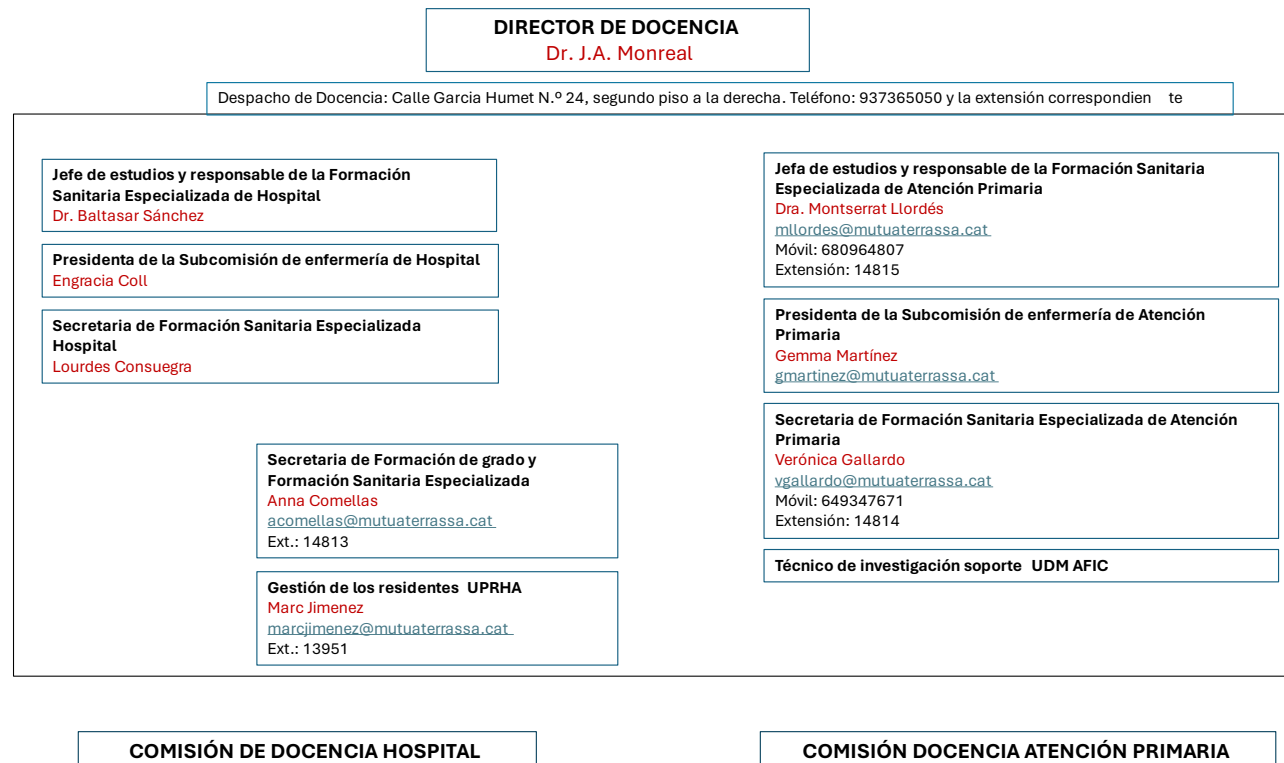 DIRECTOR DE DOCENCIA
Dr. J.A. Monreal
Despacho de Docencia: Calle Garcia Humet N.º 24, segundo piso a la derecha. Teléfono: 937365050 y la extensión correspondien te
Jefe de estudios y responsable de la Formación
Sanitaria Especializada de Hospital
Dr. Baltasar Sánchez
Presidenta de la Subcomisión de enfermería de Hospital
Engracia Coll
Secretaria de Formación Sanitaria Especializada
Hospital
Lourdes Consuegra
Secretaria de Formación de grado y
Formación Sanitaria Especializada
Anna Comellas
acomellas@mutuaterrassa.cat
Ext.: 14813
Gestión de los residentes UPRHA
Marc Jimenez
marcjimenez@mutuaterrassa.cat
Ext.: 13951
Jefa de estudios y responsable de la Formación Sanitaria
Especializada de Atención Primaria
Dra. Montserrat Llordés
mllordes@mutuaterrassa.cat
Móvil: 680964807
Extensión: 14815
Presidenta de la Subcomisión de enfermería de Atención
Primaria
Gemma Martínez
gmartinez@mutuaterrassa.cat
Secretaria de Formación Sanitaria Especializada de Atención
Primaria
Verónica Gallardo
vgallardo@mutuaterrassa.cat
Móvil: 649347671
Extensión: 14814
Técnico de investigación soporte UDM AFIC
COMISIÓN DE DOCENCIA HOSPITAL
COMISIÓN DOCENCIA ATENCIÓN PRIMARIA